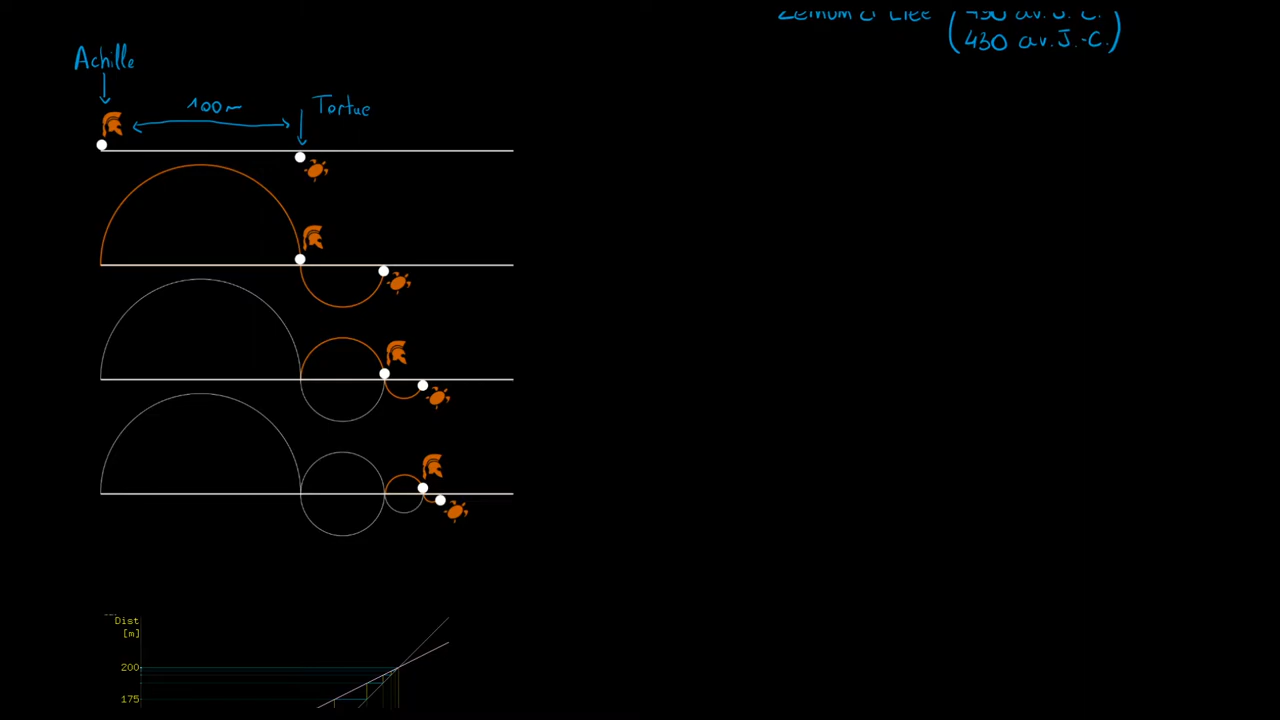 (430 av. J.-C.)
Achille
100 m
Tortue
Dist
[m]
200
175